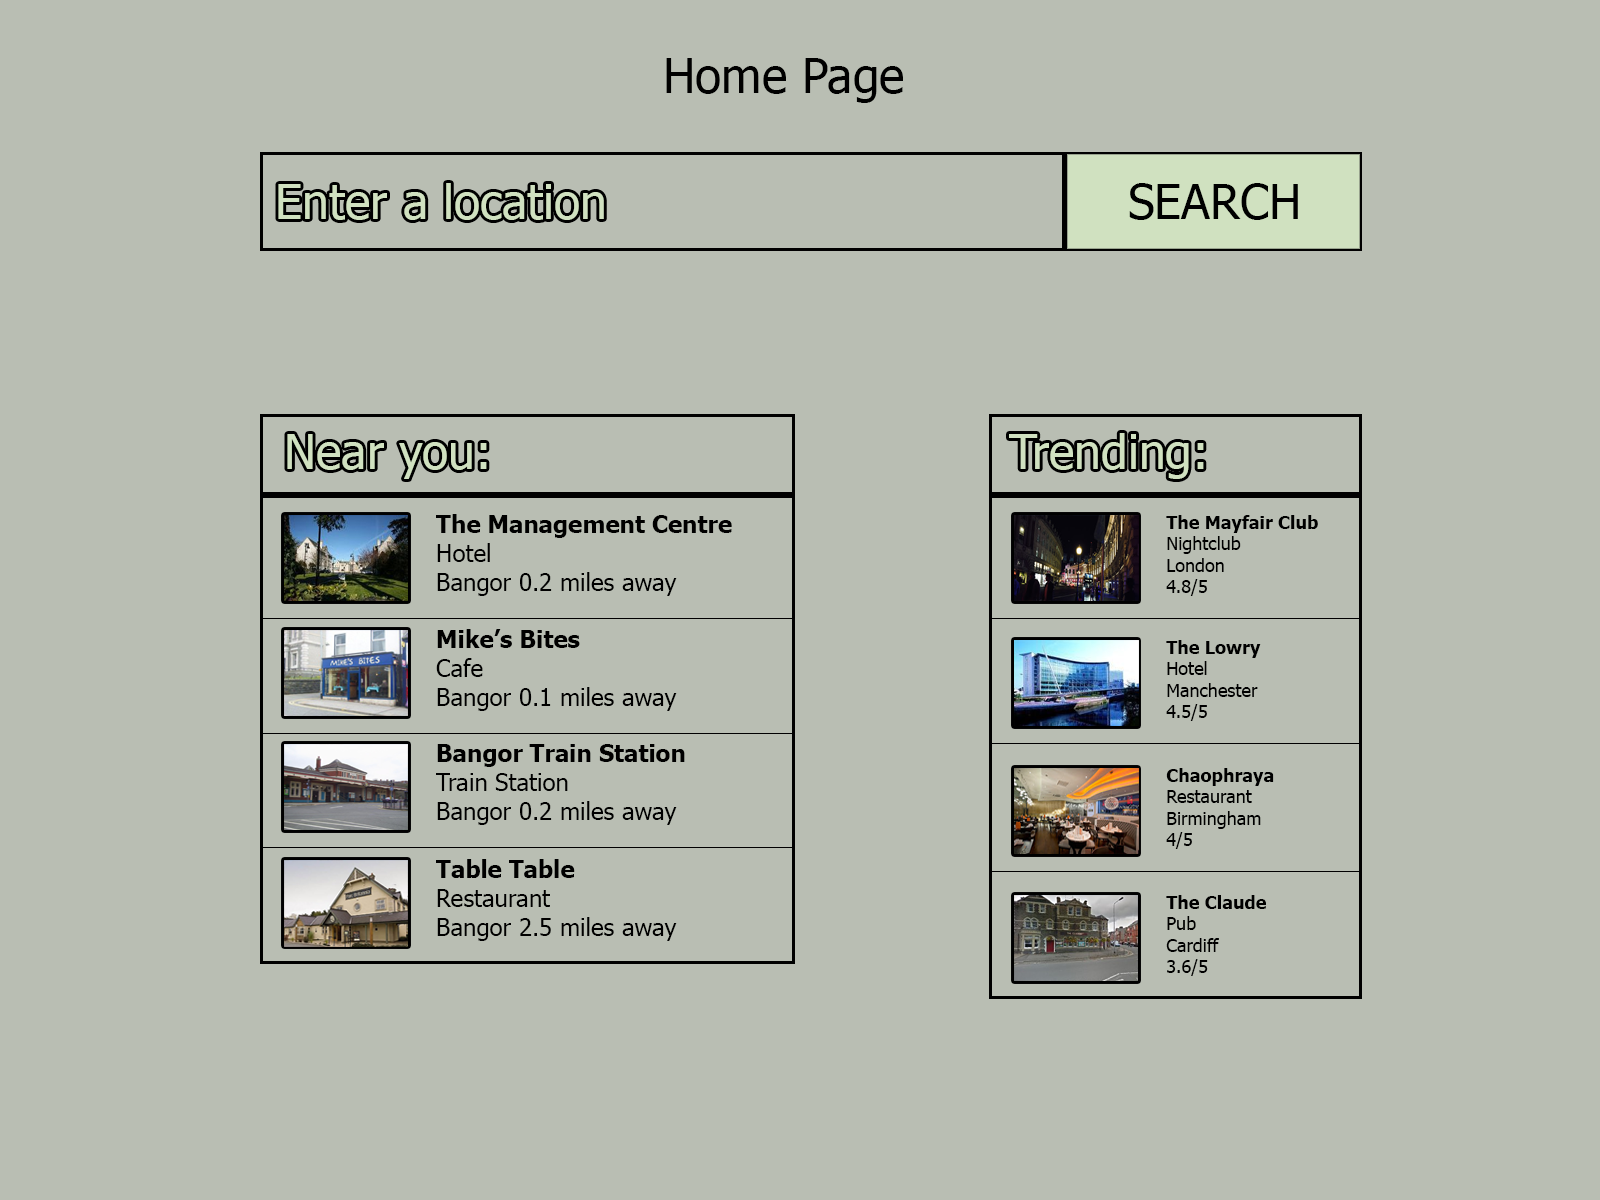 Home Page
Enter a location
SEARCH
Near you:
The Management Centre
Hotel
Bangor 0.2 miles away
MIKE'S BITES
Mike’s Bites
Cafe
Bangor 0.1 miles away
Bangor Train Station
Train Station
Bangor 0.2 miles away
Table Table
Restaurant
Bangor 2.5 miles away
Trending:
The Mayfair Club
Nightclub
London
4.8/5
The Lowry
Hotel
Manchester
4.5/5
Chaophraya
Restaurant
Birmingham
4/5
The Claude
Pub
Cardiff
3.6/5